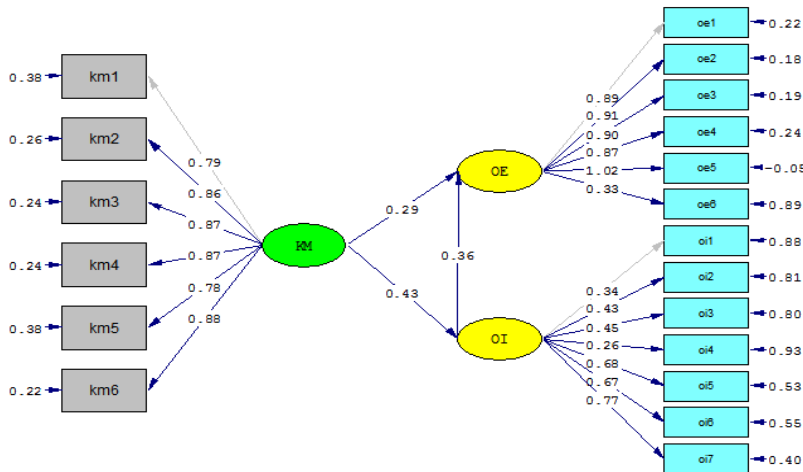 oe1
0.22
oe2
0.18
0.38
km1
oe3
0.19
0.89
0.91
oe4
0.24
0.26
km2
0.90
0.87
0.79
OE
1.02
oe5
-0.05
0.86
0.33
0.24
km3
0.87
oe6
0.89
0.29
KM
oi1
0.88
0.24
km4
0.87
0.36
0.78
oi2
0.81
0.43
0.34
0.88
0.43
oi3
0.80
0.38
km5
0.45
OI
0.26
oi4
0.93
0.68
oi5
0.53
0.22
km6
0.67
0.77
oi6
0.55
oi7
0.40